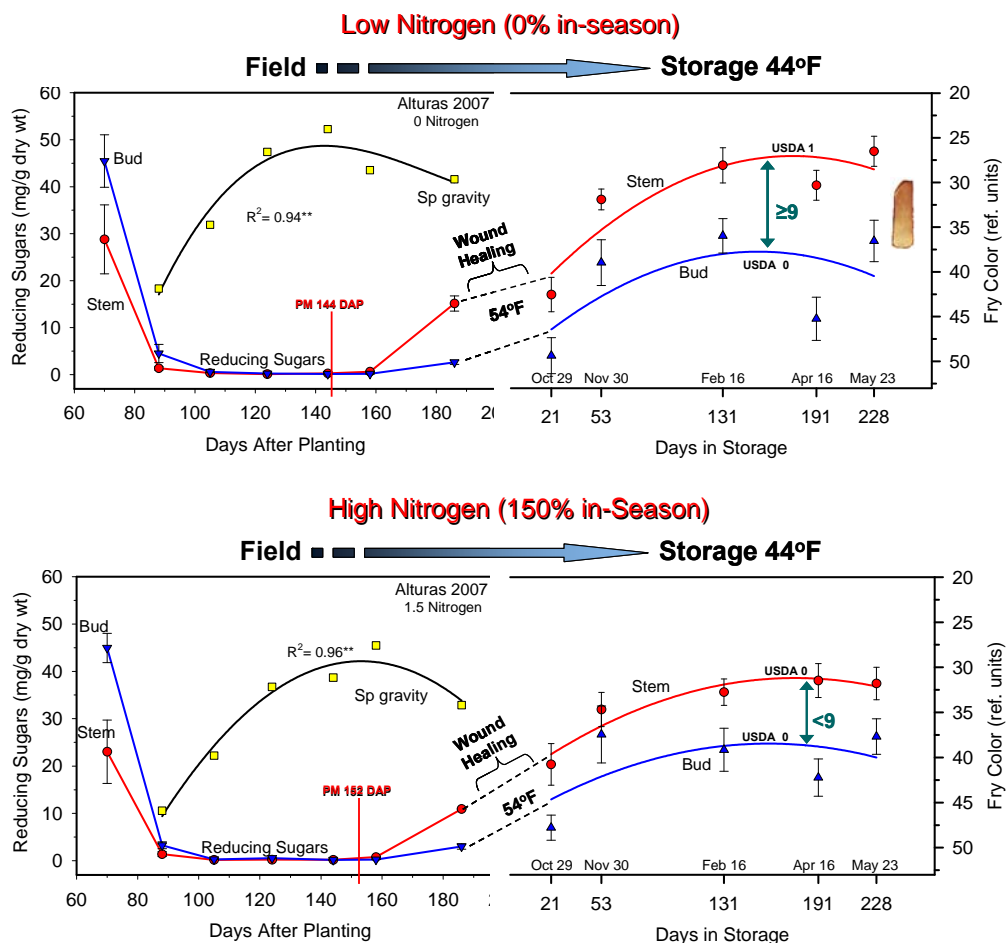 Low Nitrogen (0% in-season)
Field
Storage 44ºF
60
50
40
30
20
10
0
Reducing Sugars (mg/g dry wt)
Alturas 2007
0 Nitrogen
Bud
Stem
R²= 0.94**
Sp gravity
Reducing Sugars
PM 144 DAP
Wound
Healing
54ºF
60 80 100 120 140 160 180 20
Days After Planting
Stem
USDA 1
≥9
USDA 0
Bud
Oct 29 Nov 30 Feb 16 Apr 16 May 23
21 53 131 191 228
Days in Storage
20
25
30
35
40
45
50
Fry Color (ref. units)
High Nitrogen (150% in-Season)
Field
Storage 44ºF
60
50
40
30
20
10
0
Reducing Sugars (mg/g dry wt)
Alturas 2007
1.5 Nitrogen
Bud
Stem
R²= 0.96**
Sp gravity
Reducing Sugars
PM 152 DAP
Wound
Healing
54ºF
60 80 100 120 140 160 180
Days After Planting
Stem
USDA 0
<9
USDA 0
Bud
Oct 29 Nov 30 Feb 16 Apr 16 May 23
21 53 131 191 228
Days in Storage
20
25
30
35
40
45
50
Fry Color (ref. units)